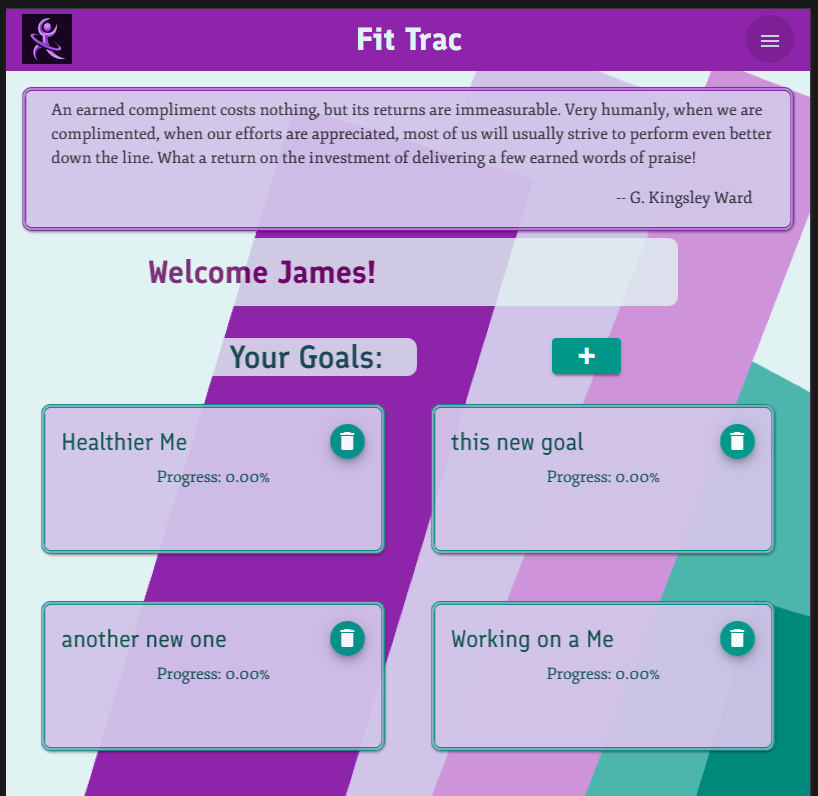 Fit Trac
An earned compliment costs nothing, but its returns are immeasurable. Very humanly, when we are
complimented, when our efforts are appreciated, most of us will usually strive to perform even better
down the line. What a return on the investment of delivering a few earned words of praise!
-- G. Kingsley Ward
Welcome James!
Your Goals:
+
Healthier Me
Progress: 0.00%
this new goal
Progress: 0.00%
another new one
Progress: 0.00%
Working on a Me
Progress: 0.00%